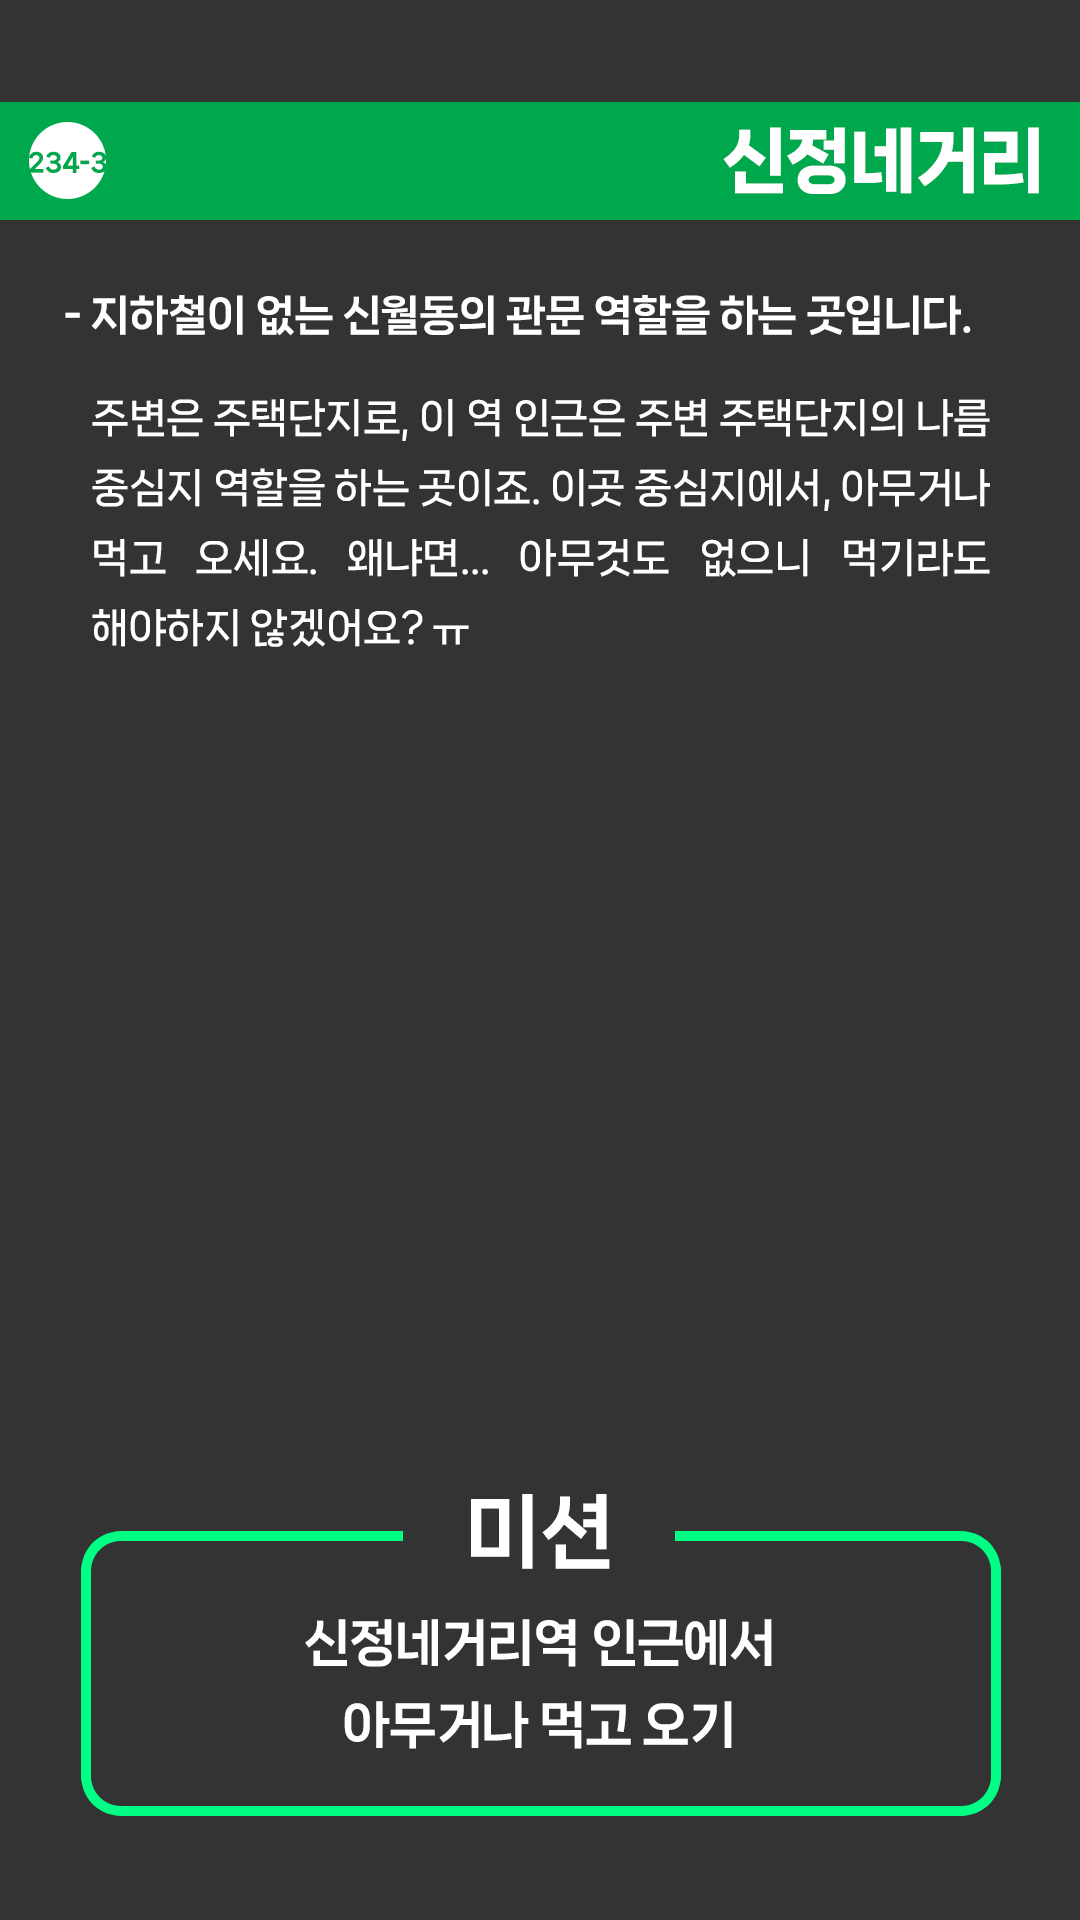 234-3
신정네거리
- 지하철이 없는 신월동의 관문 역할을 하는 곳입니다.
주변은 주택단지로, 이 역 인근은 주변 주택단지의 나름
중심지 역할을 하는 곳이죠. 이곳 중심지에서, 아무거나
먹고 오세요. 왜냐면... 아무것도 없으니 먹기라도
해야하지 않겠어요? ㅠ
미션
신정네거리역 인근에서
아무거나 먹고 오기